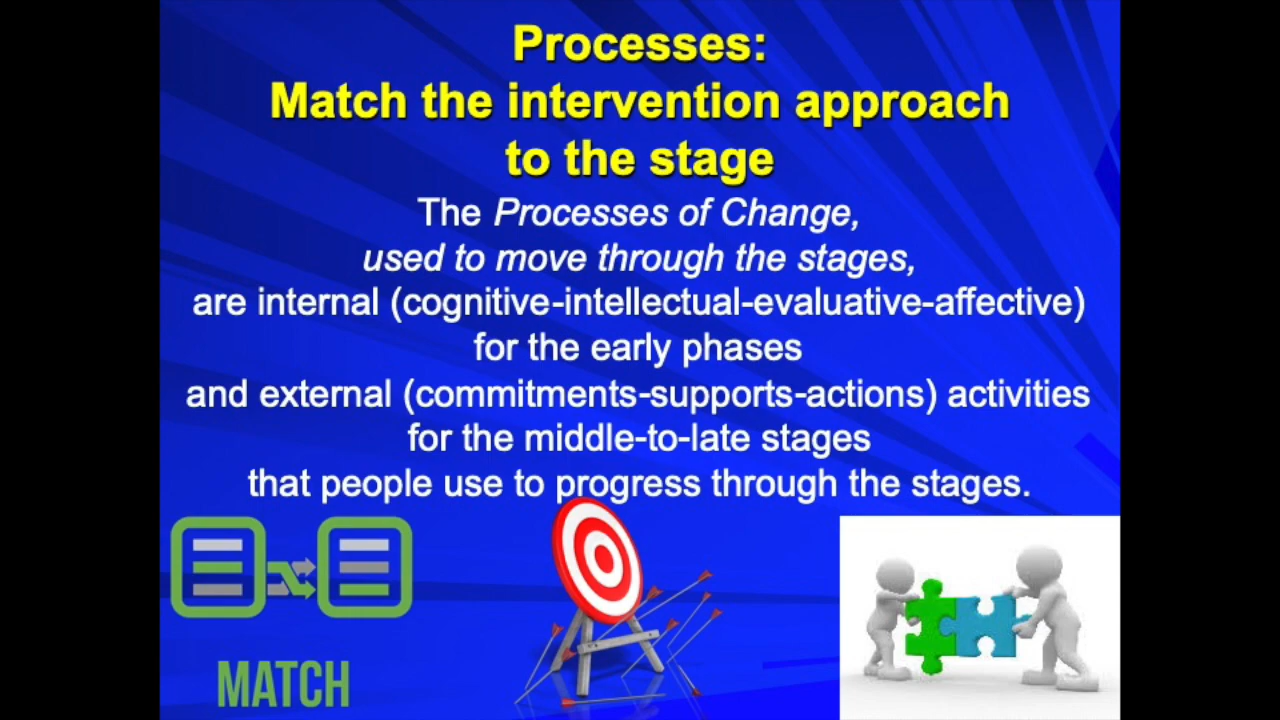 Processes:
Match the intervention approach
to the stage
The Processes of Change,
used to move through the stages,
are internal (cognitive-intellectual-evaluative-affective)
for the early phases
and external (commitments-supports-actions) activities
for the middle-to-late stages
that people use to progress through the stages.
MATCH